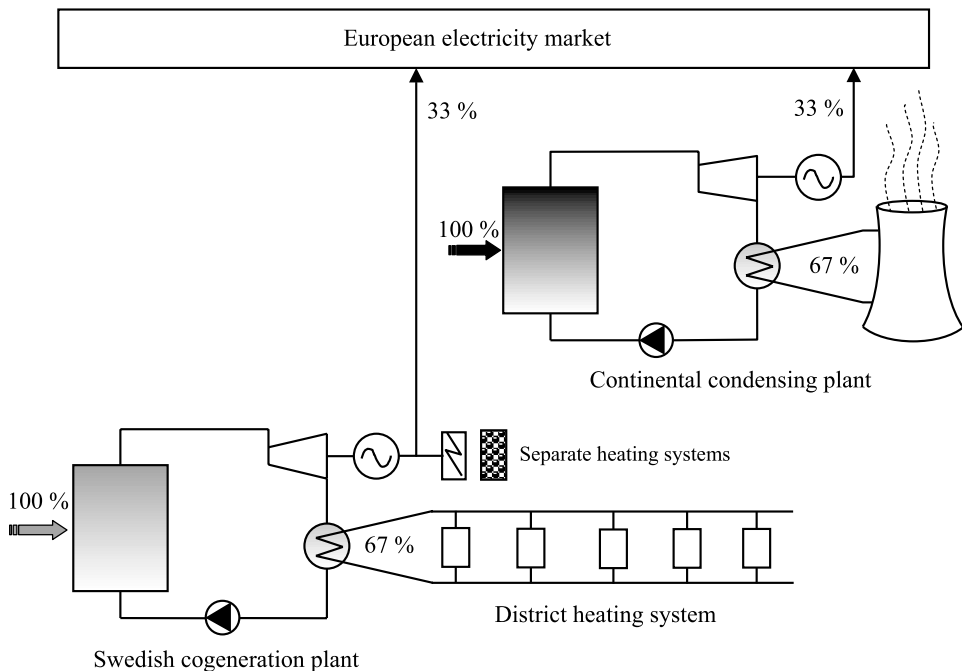 European electricity market
33 %
33 %
100 %
67 %
Continental condensing plant
Separate heating systems
100 %
67 %
District heating system
Swedish cogeneration plant